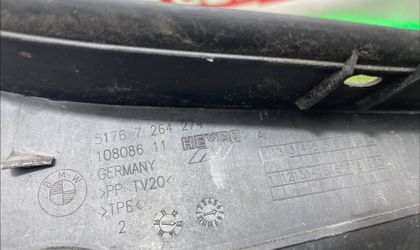 5176 7 264 274
108086 11 HEYCO
GERMANY
BMW >PP-TV20<
>TPE<
2